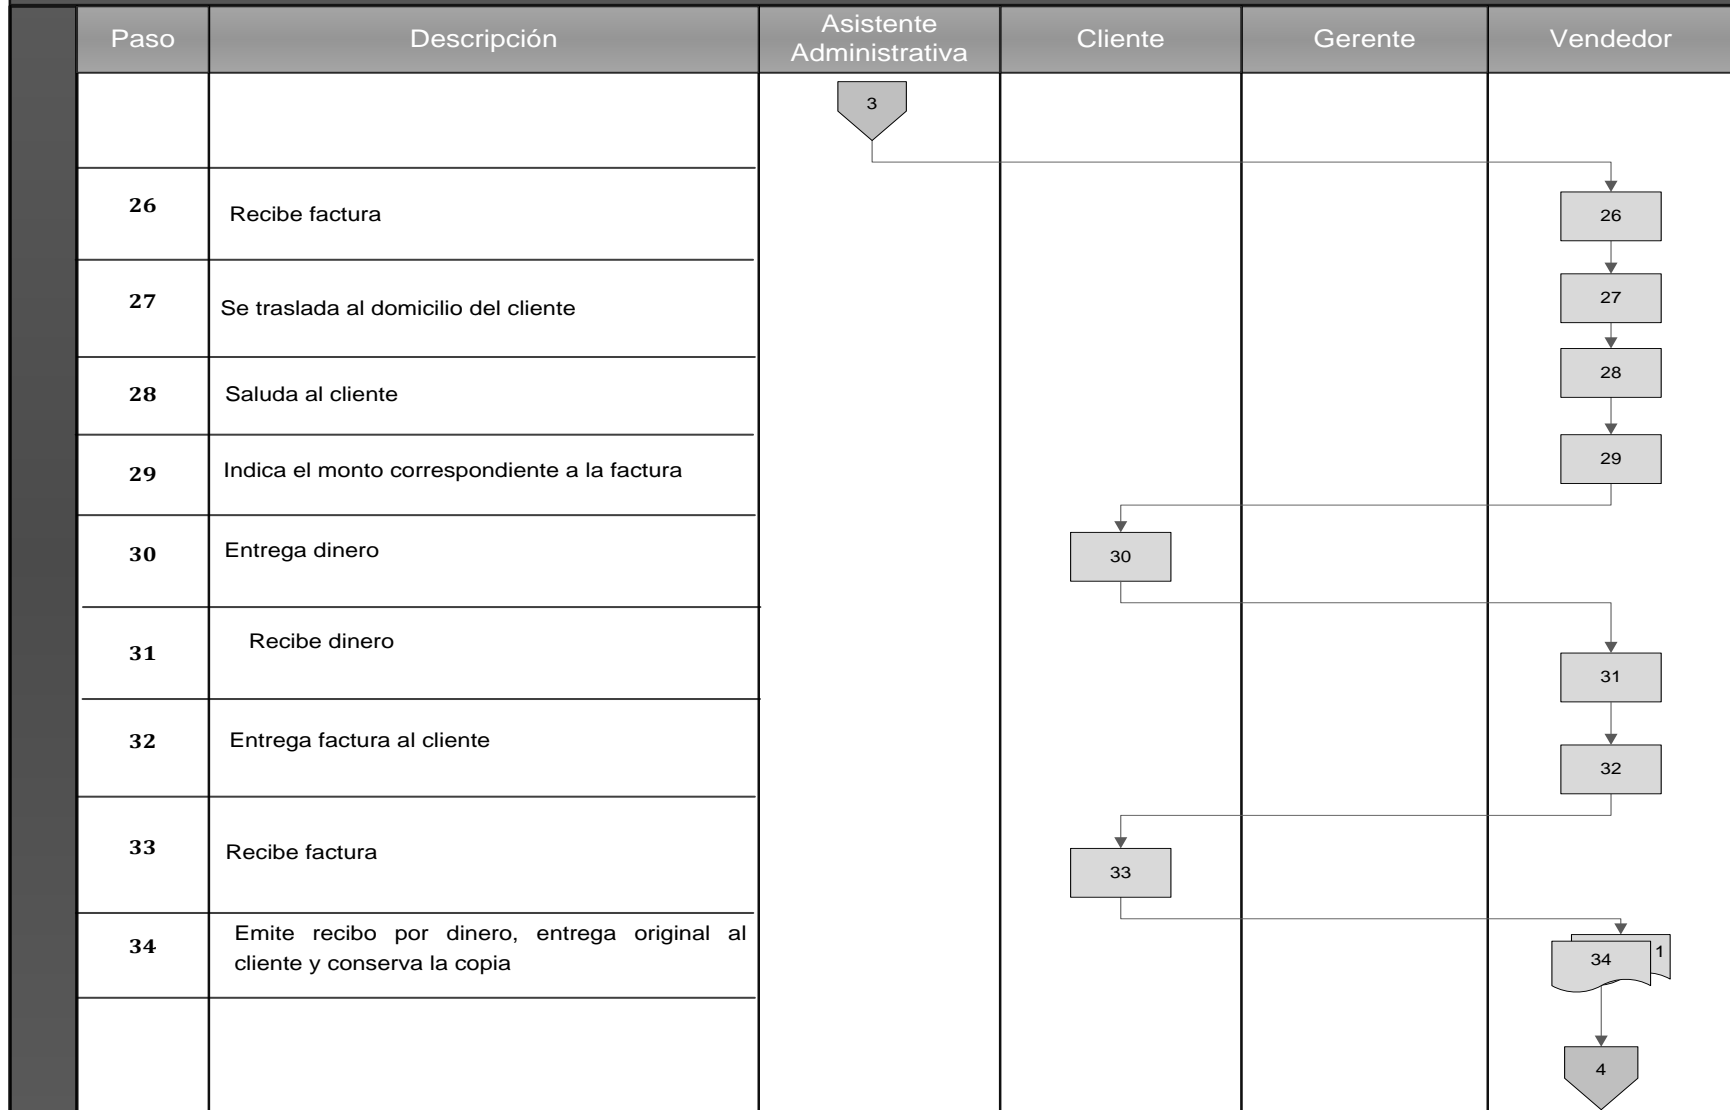 Paso
Descripción
Asistente
Administrativa
Cliente
Gerente
Vendedor
3
26
Recibe factura
26
27
Se traslada al domicilio del cliente
27
28
Saluda al cliente
28
29
Indica el monto correspondiente a la factura
29
30
Entrega dinero
30
31
Recibe dinero
31
32
Entrega factura al cliente
32
33
Recibe factura
33
34
Emite recibo por dinero, entrega original al
cliente y conserva la copia
34
1
4